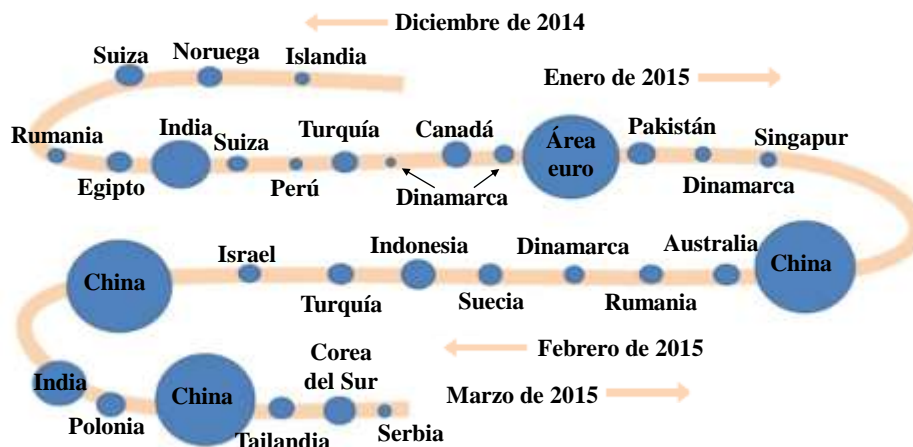 Diciembre de 2014
Suiza
Noruega
Islandia
Enero de 2015
Rumania
Egipto
India
Suiza
Perú
Turquía
Canadá
Dinamarca
Área
euro
Pakistán
Dinamarca
Singapur
China
Israel
Turquía
Indonesia
Suecia
Dinamarca
Rumania
Australia
China
Febrero de 2015
India
Polonia
China
Tailandia
Corea
del Sur
Serbia
Marzo de 2015